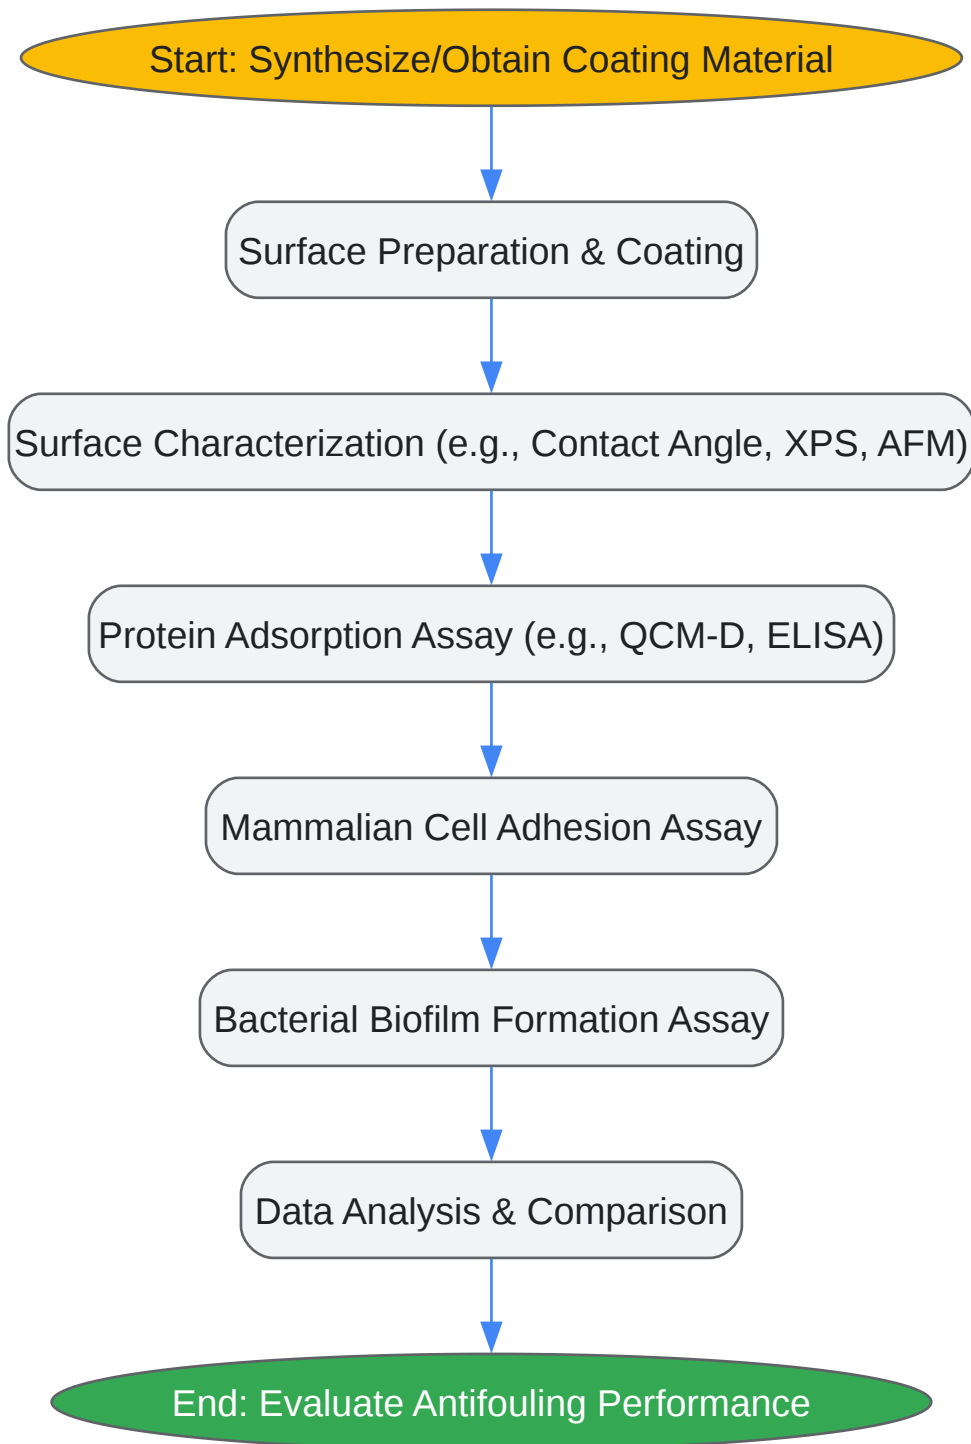 Start: Synthesize/Obtain Coating Material
Surface Preparation & Coating
Surface Characterization (e.g., Contact Angle, XPS, AFM)
Protein Adsorption Assay (e.g., QCM-D, ELISA)
Mammalian Cell Adhesion Assay
Bacterial Biofilm Formation Assay
Data Analysis & Comparison
End: Evaluate Antifouling Performance